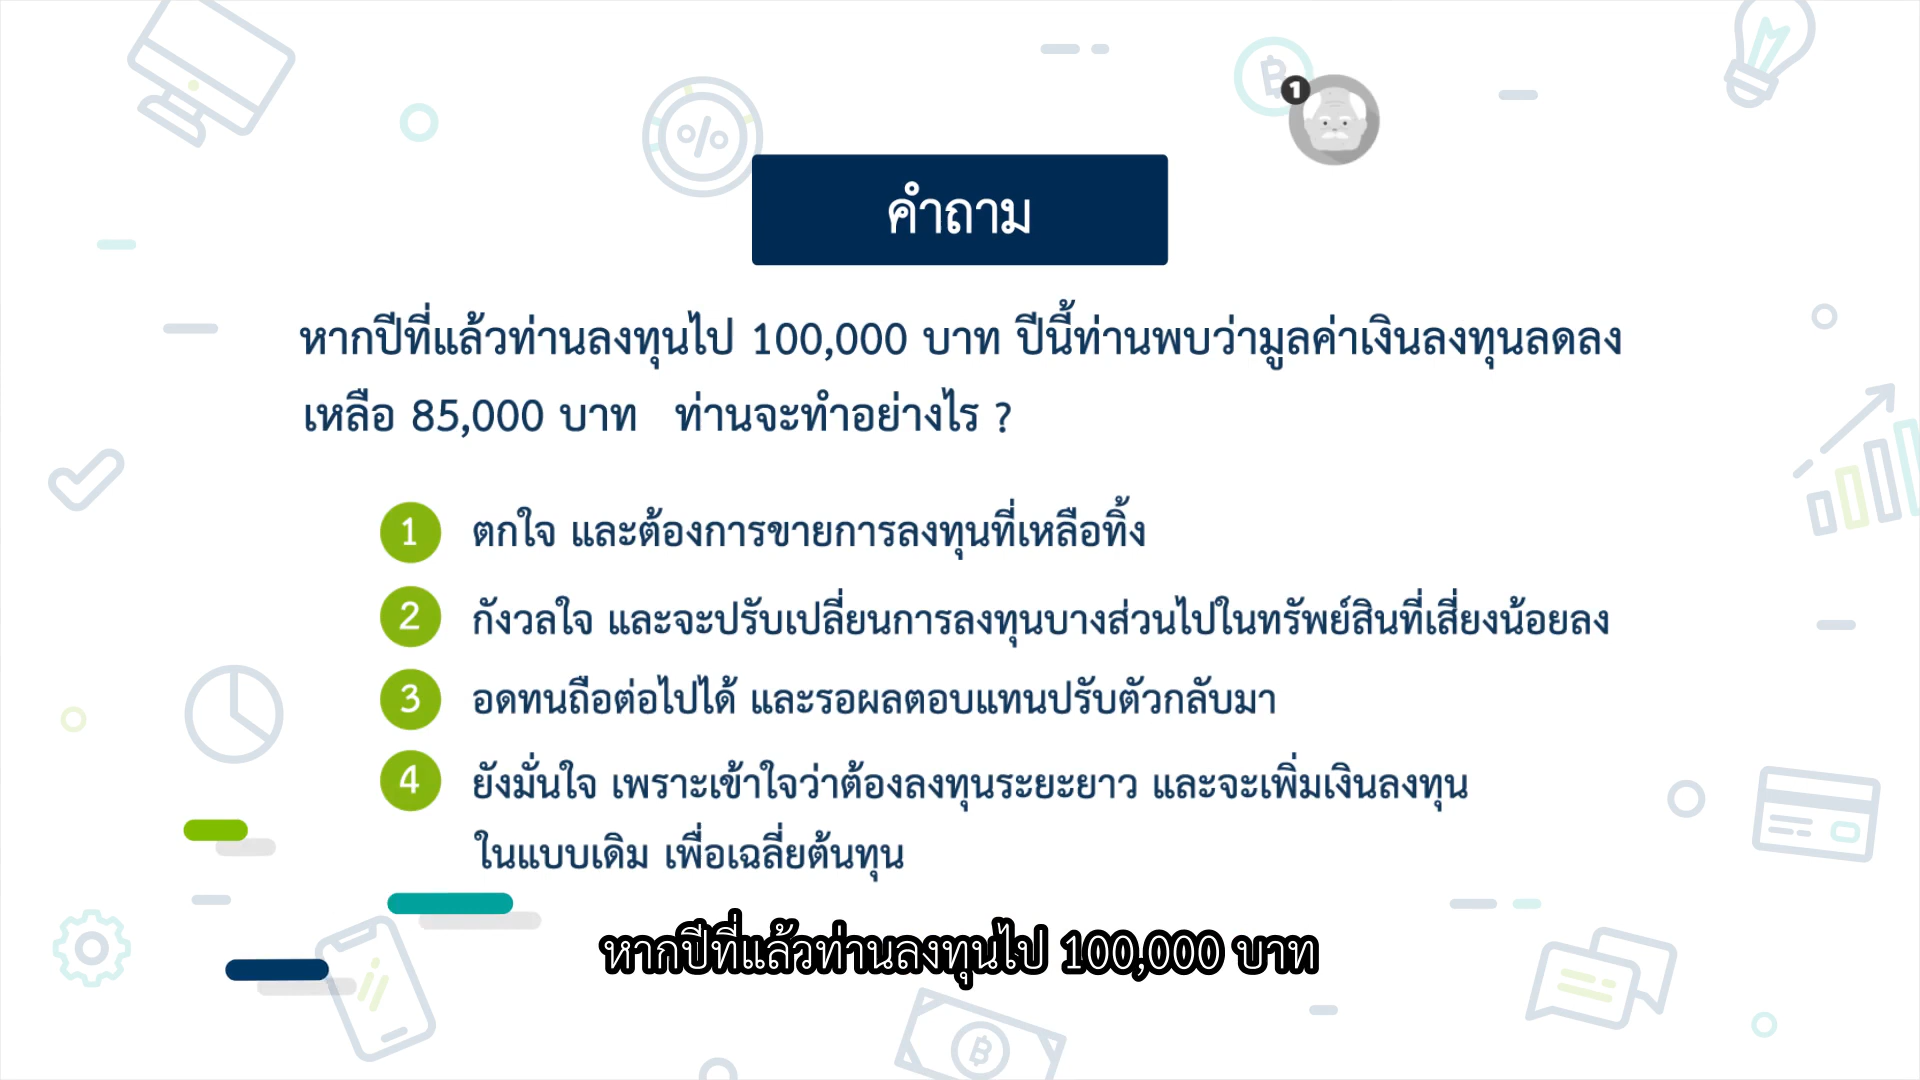 1
คำถาม
หากปีที่แล้วท่านลงทุนไป 100,000 บาท ปีนี้ท่านพบว่ามูลค่าเงินลงทุนลดลง
เหลือ 85,000 บาท ท่านจะทำอย่างไร ?
1 ตกใจ และต้องการขายการลงทุนที่เหลือทิ้ง
2 กังวลใจ และจะปรับเปลี่ยนการลงทุนบางส่วนไปในทรัพย์สินที่เสี่ยงน้อยลง
3 อดทนถือต่อไปได้ และรอผลตอบแทนปรับตัวกลับมา
4 ยังมั่นใจ เพราะเข้าใจว่าต้องลงทุนระยะยาว และจะเพิ่มเงินลงทุน
ในแบบเดิม เพื่อเฉลี่ยต้นทุน
หากปีที่แล้วท่านลงทุนไป 100,000 บาท